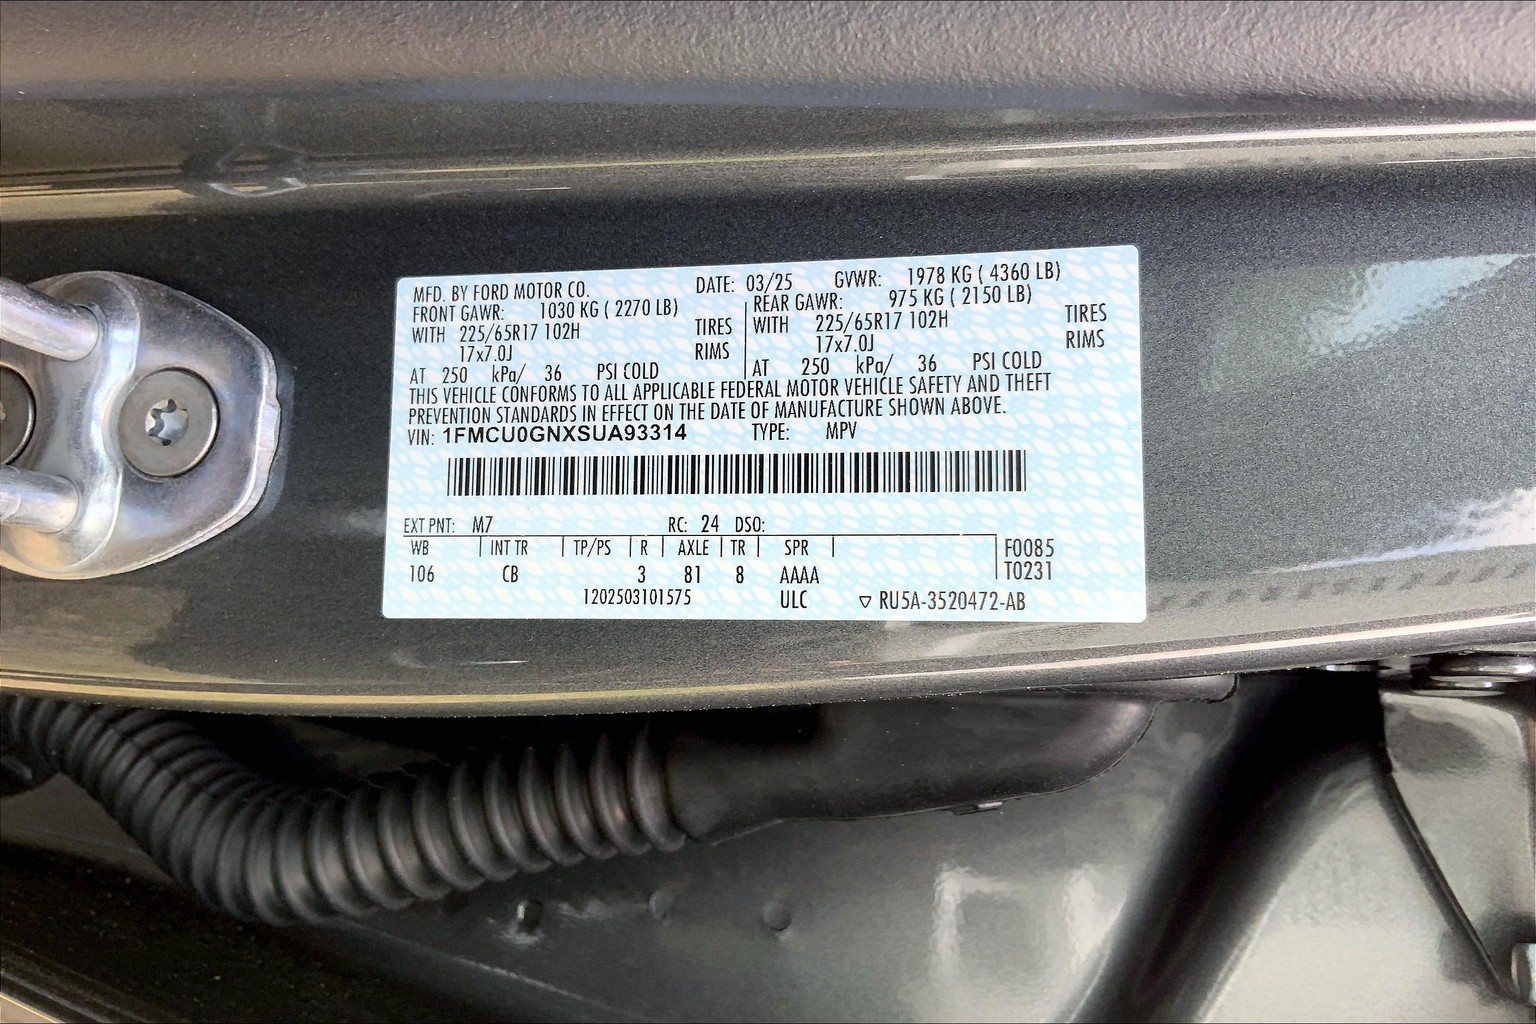 MFD. BY FORD MOTOR CO. DATE: 03/25 GVWR: 1978 KG ( 4360 LB)
FRONT GAWR: 1030 KG ( 2270 LB) REAR GAWR: 975 KG ( 2150 LB)
WITH 225/65R17 102H TIRES WITH 225/65R17 102H TIRES
17x7.0J RIMS 17x7.0J RIMS
AT 250 kPa/ 36 PSI COLD AT 250 kPa/ 36 PSI COLD
THIS VEHICLE CONFORMS TO ALL APPLICABLE FEDERAL MOTOR VEHICLE SAFETY AND THEFT
PREVENTION STANDARDS IN EFFECT ON THE DATE OF MANUFACTURE SHOWN ABOVE.
VIN: 1FMCU0GNXSUA93314 TYPE: MPV
EXT PNT: M7 RC: 24 DSO:
WB INT TR TP/PS R AXLE TR SPR F0085
106 CB 3 81 8 AAAA T0231
1202503101575 ULC ▽ RU5A-3520472-AB